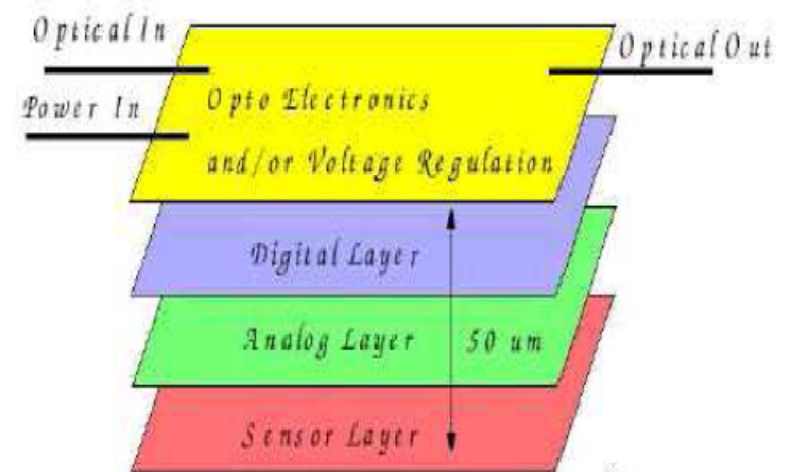 Optical In
Optical Out
Power In
Opto Electronics
and/or Voltage Regulation
Digital Layer
Analog Layer
50 um
Sensor Layer